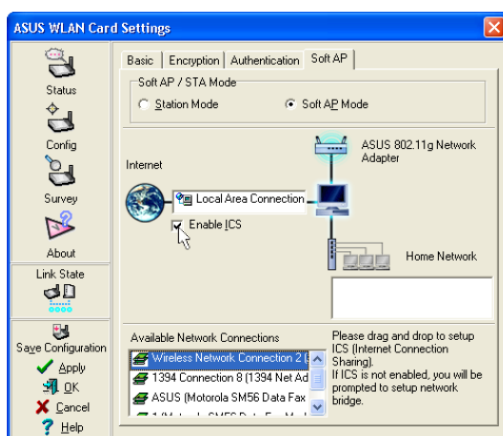 ASUS WLAN Card Settings
Status
Config
Survey
About
Link State
Save Configuration
Apply
OK
Cancel
Help
Basic
Encryption
Authentication
Soft AP
Soft AP / STA Mode
Station Mode
Soft AP Mode
Internet
ASUS 802.11g Network
Adapter
Local Area Connection
Enable ICS
Home Network
Available Network Connections
Wireless Network Connection 2
1394 Connection 8 (1394 Net Ad
ASUS (Motorola SM56 Data Fax
Please drag and drop to setup
ICS (Internet Connection
Sharing).
If ICS is not enabled, you will be
prompted to setup network
bridge.